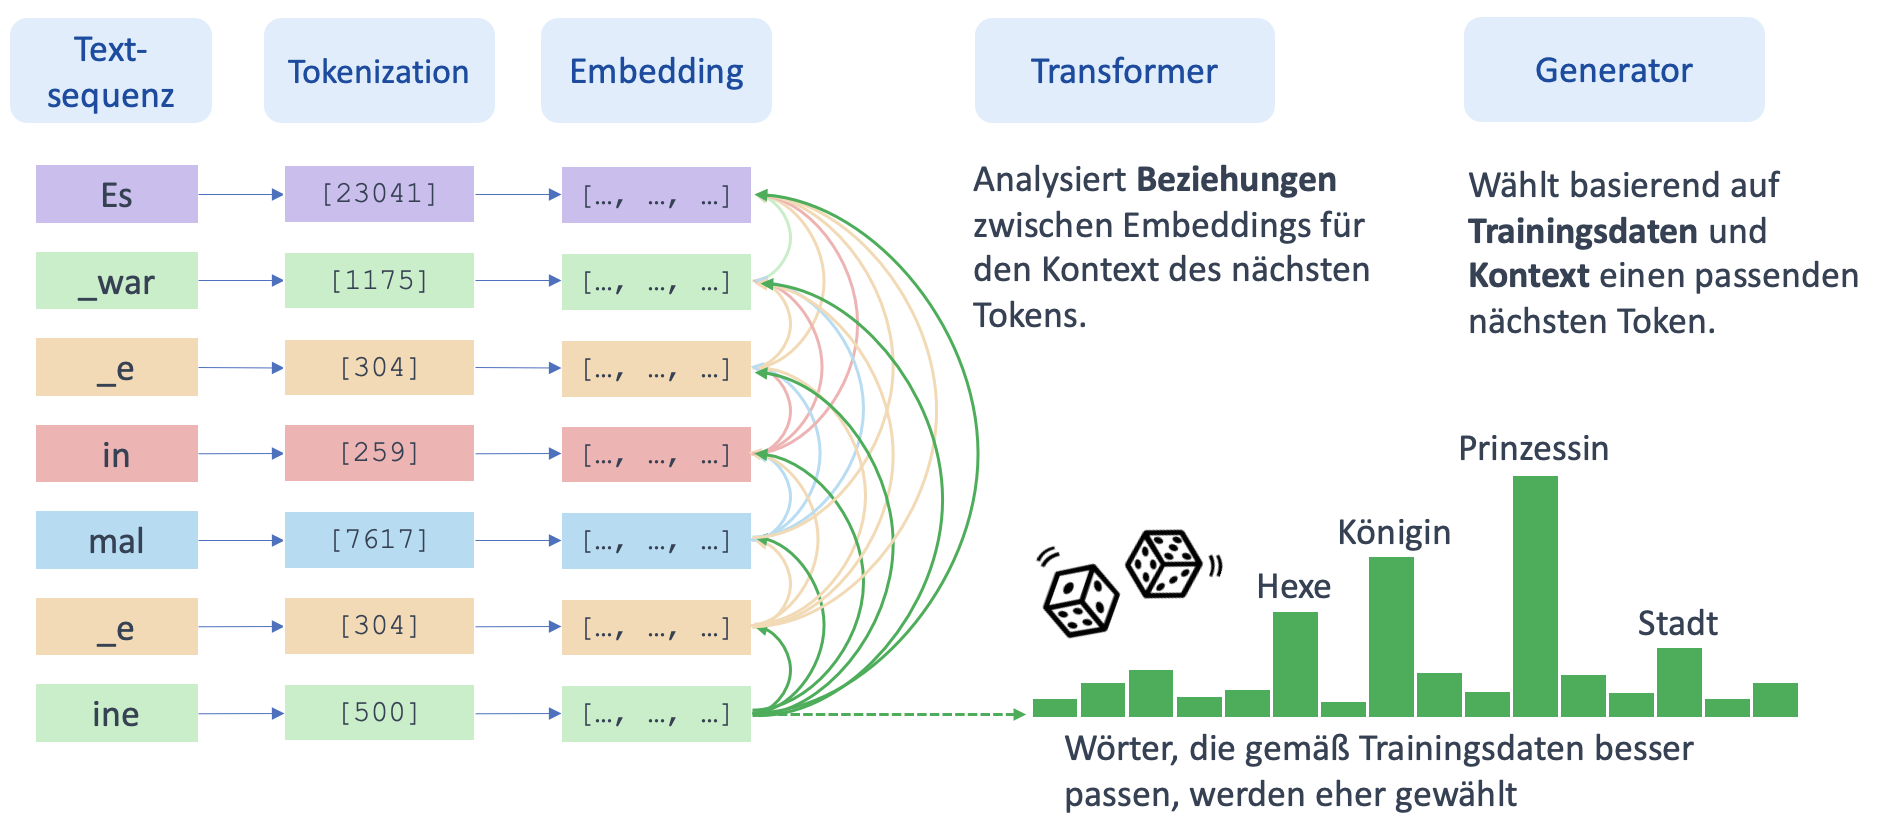 Text-
sequenz
Tokenization
Embedding
Transformer
Generator
Es
[23041]
[…, …, …]
_war
[1175]
[…, …, …]
_e
[304]
[…, …, …]
in
[259]
[…, …, …]
mal
[7617]
[…, …, …]
_e
[304]
[…, …, …]
ine
[500]
[…, …, …]
Analysiert Beziehungen
zwischen Embeddings für
den Kontext des nächsten
Tokens.
Wählt basierend auf
Trainingsdaten und
Kontext einen passenden
nächsten Token.
Hexe
Königin
Prinzessin
Stadt
Wörter, die gemäß Trainingsdaten besser
passen, werden eher gewählt